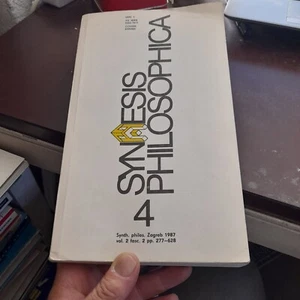 SYNTHESIS
PHILOSOPHICA
4
Synth. philos. Zagreb 1987
vol. 2 fasc. 2 pp. 277—628